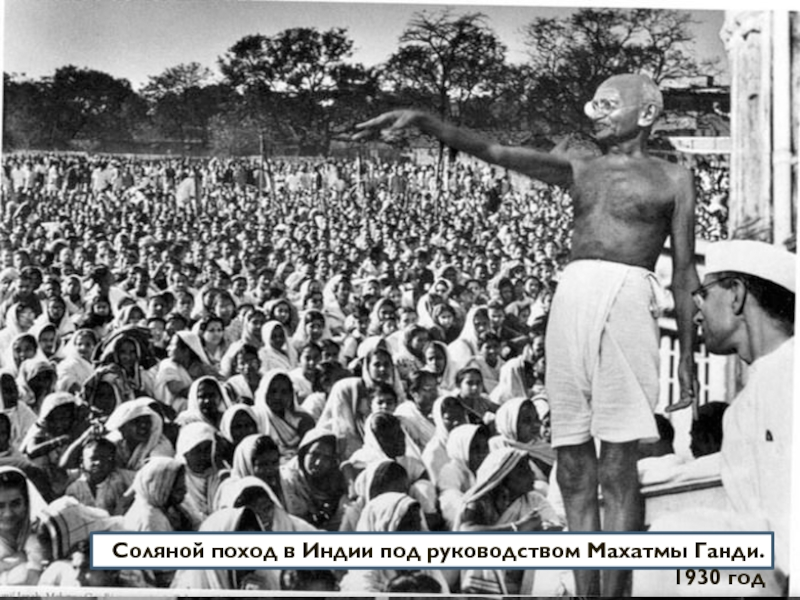 Соляной поход в Индии под руководством Махатмы Ганди.
1930 год